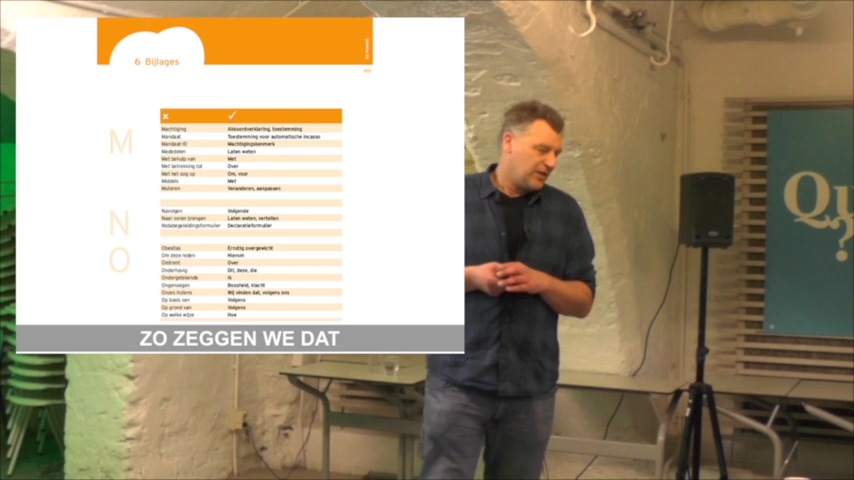 6 Bijlages
M
Machtiging Akkoordverklaring, toestemming
Mandaat Toestemming voor automatische incasso
Mandaat ID Machtigingskenmerk
Mededelen Laten weten
Met behulp van Met
Met betrekking tot Over
Met het oog op Om, voor
Middels Met
Muteren Veranderen, aanpassen
N
Navolgen Volgende
Naar voren brengen Laten weten, vertellen
Notabegeleidingsformulier Declaratieformulier
O
Obesitas Ernstig overgewicht
Om deze reden Hierom
Omtrent Over
Onderhavig Dit, deze, die
Ondergetekende Ik
Ongenoegen Boosheid, klacht
Onzes inziens Wij vinden dat, volgens ons
Op basis van Volgens
Op grond van Volgens
Op welke wijze Hoe
ZO ZEGGEN WE DAT
Qu
?